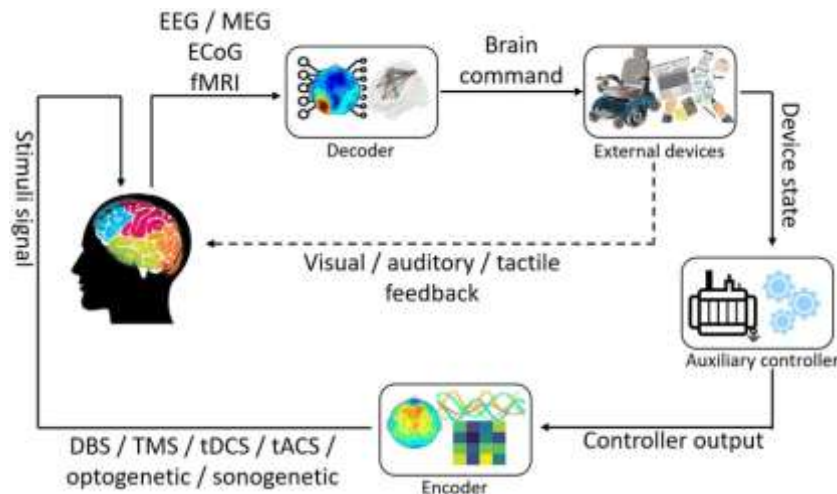 EEG / MEG
ECoG
fMRI
Decoder
Brain
command
External devices
Device state
Stimuli signal
Visual / auditory / tactile
feedback
Auxiliary controller
Controller output
Encoder
DBS / TMS / tDCS / tACS /
optogenetic / sonogenetic